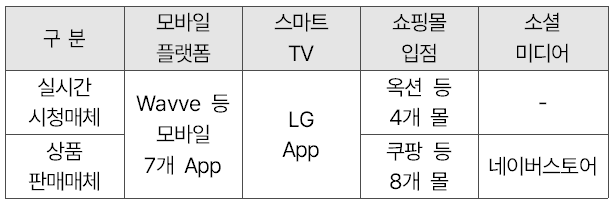 구 분
모바일
플랫폼
스마트
TV
쇼핑몰
입점
소셜
미디어
실시간
시청매체
Wavve 등
모바일
7개 App
LG
App
옥션 등
4개 몰
-
상품
판매매체
쿠팡 등
8개 몰
네이버스토어